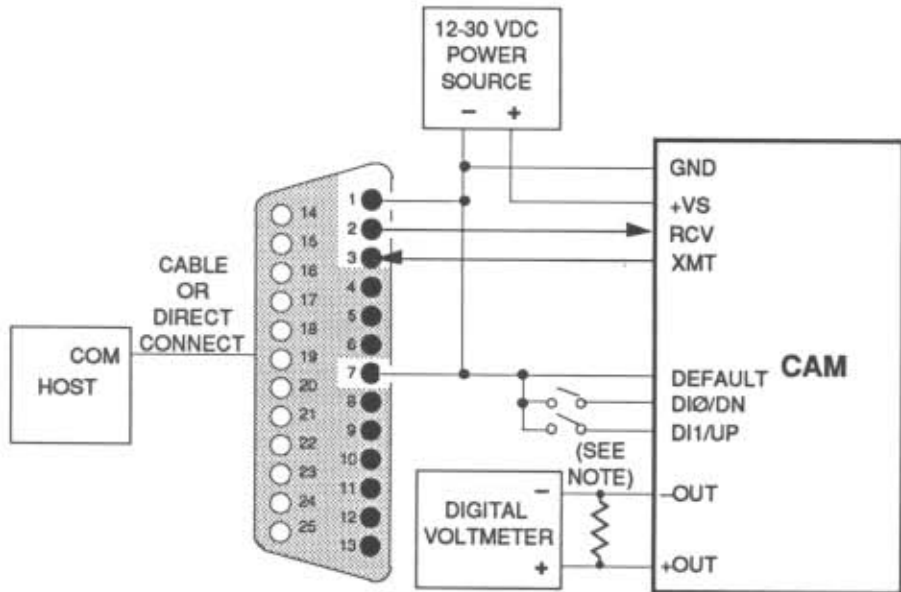 12-30 VDC
POWER
SOURCE
− +
GND
+VS
RCV
XMT
DEFAULT
DIØ/DN
DI1/UP
−OUT
+OUT
CAM
1
2
3
4
5
6
7
8
9
10
11
12
13
14
15
16
17
18
19
20
21
22
23
24
25
CABLE
OR
DIRECT
CONNECT
COM
HOST
(SEE
NOTE)
−
DIGITAL
VOLTMETER
+